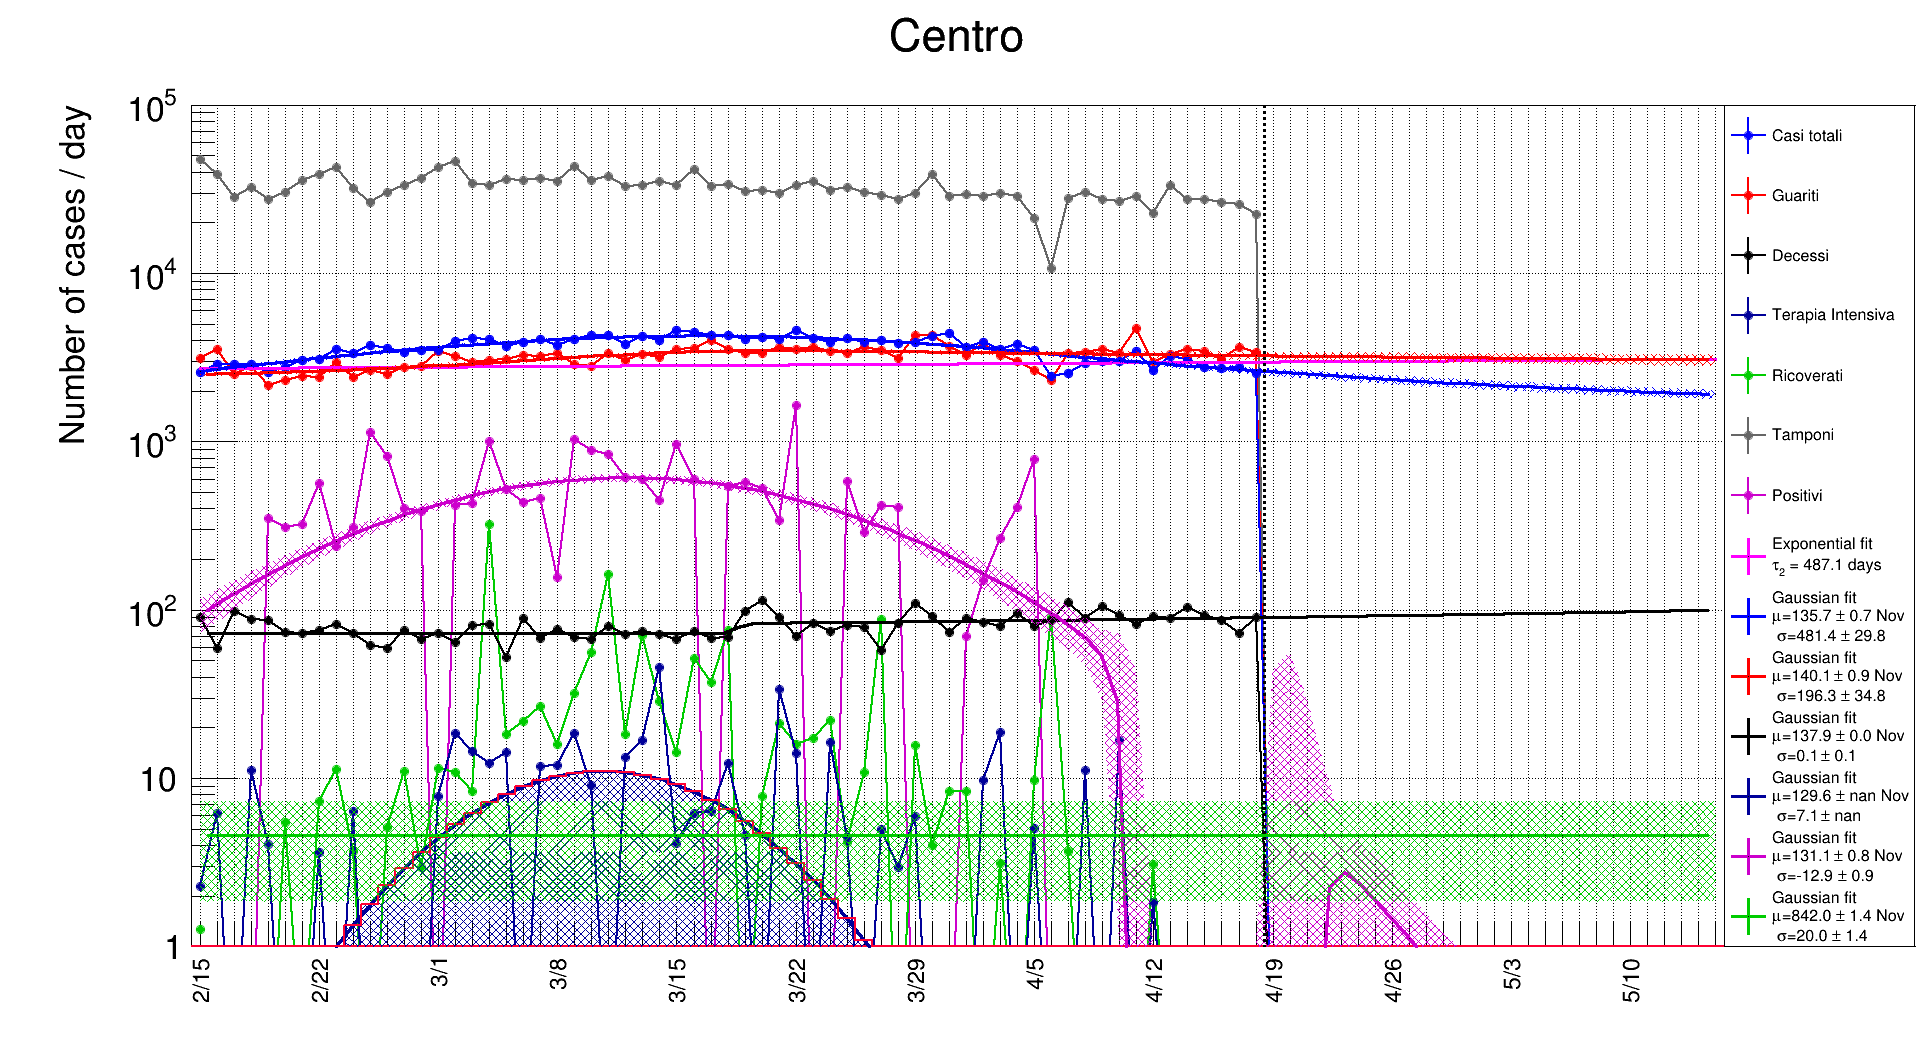 Centro
Number of cases / day
10^5
10^4
10^3
10^2
10
1
2/15
2/22
3/1
3/8
3/15
3/22
3/29
4/5
4/12
4/19
4/26
5/3
5/10
Casi totali
Guariti
Decessi
Terapia Intensiva
Ricoverati
Tamponi
Positivi
Exponential fit
τ₂ = 487.1 days
Gaussian fit
μ=135.7 ± 0.7 Nov
σ=481.4 ± 29.8
Gaussian fit
μ=140.1 ± 0.9 Nov
σ=196.3 ± 34.8
Gaussian fit
μ=137.9 ± 0.0 Nov
σ=0.1 ± 0.1
Gaussian fit
μ=129.6 ± nan Nov
σ=7.1 ± nan
Gaussian fit
μ=131.1 ± 0.8 Nov
σ=-12.9 ± 0.9
Gaussian fit
μ=842.0 ± 1.4 Nov
σ=20.0 ± 1.4